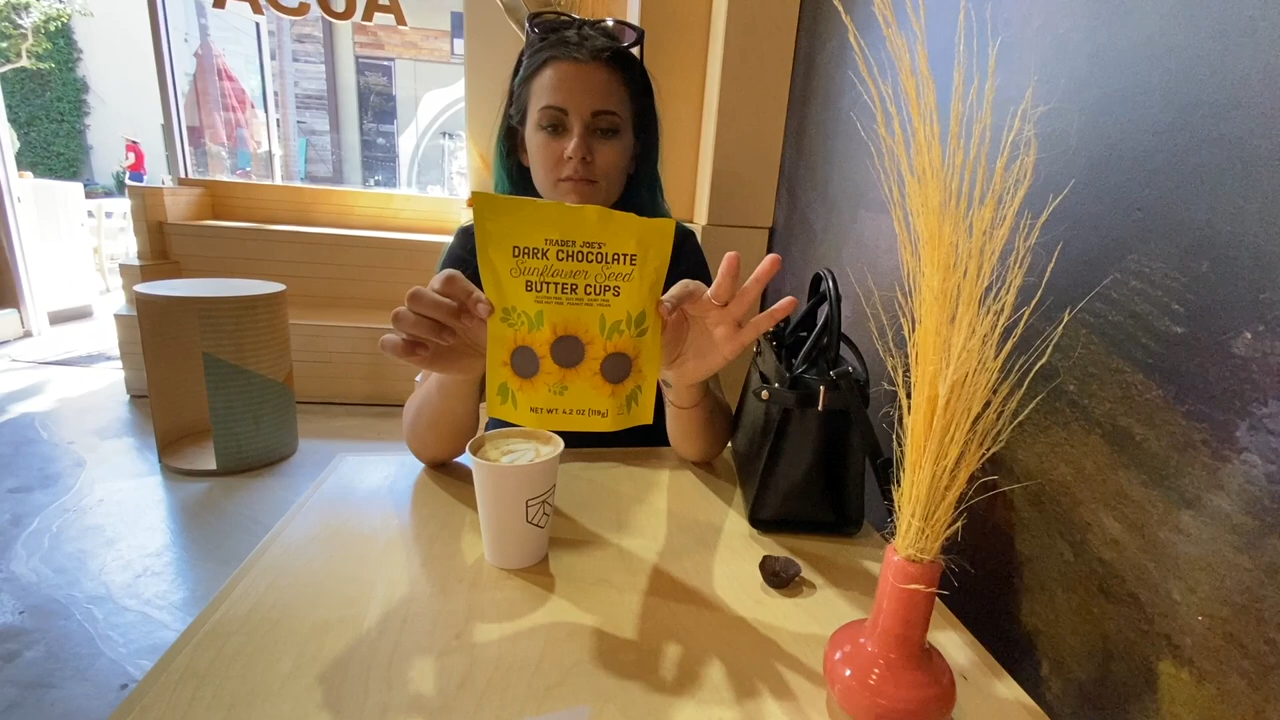 ACUA
TRADER JOE'S
DARK CHOCOLATE
Sunflower Seed
BUTTER CUPS
GLUTEN FREE . SOY FREE . DAIRY FREE
TREE NUT FREE . PEANUT FREE . VEGAN
NET WT. 4.2 OZ (119g)